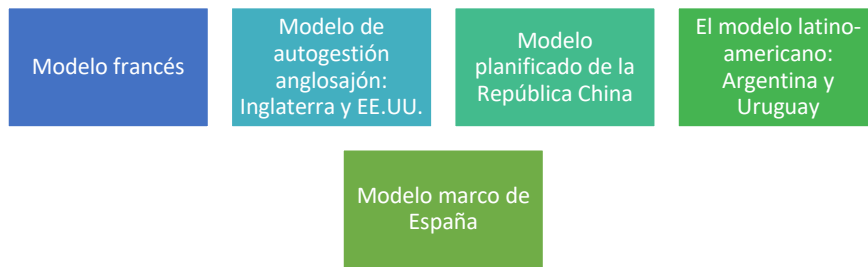 Modelo francés
Modelo de
autogestión
anglosajón:
Inglaterra y EE.UU.
Modelo
planificado de la
República China
El modelo latino-
americano:
Argentina y
Uruguay
Modelo marco de
España